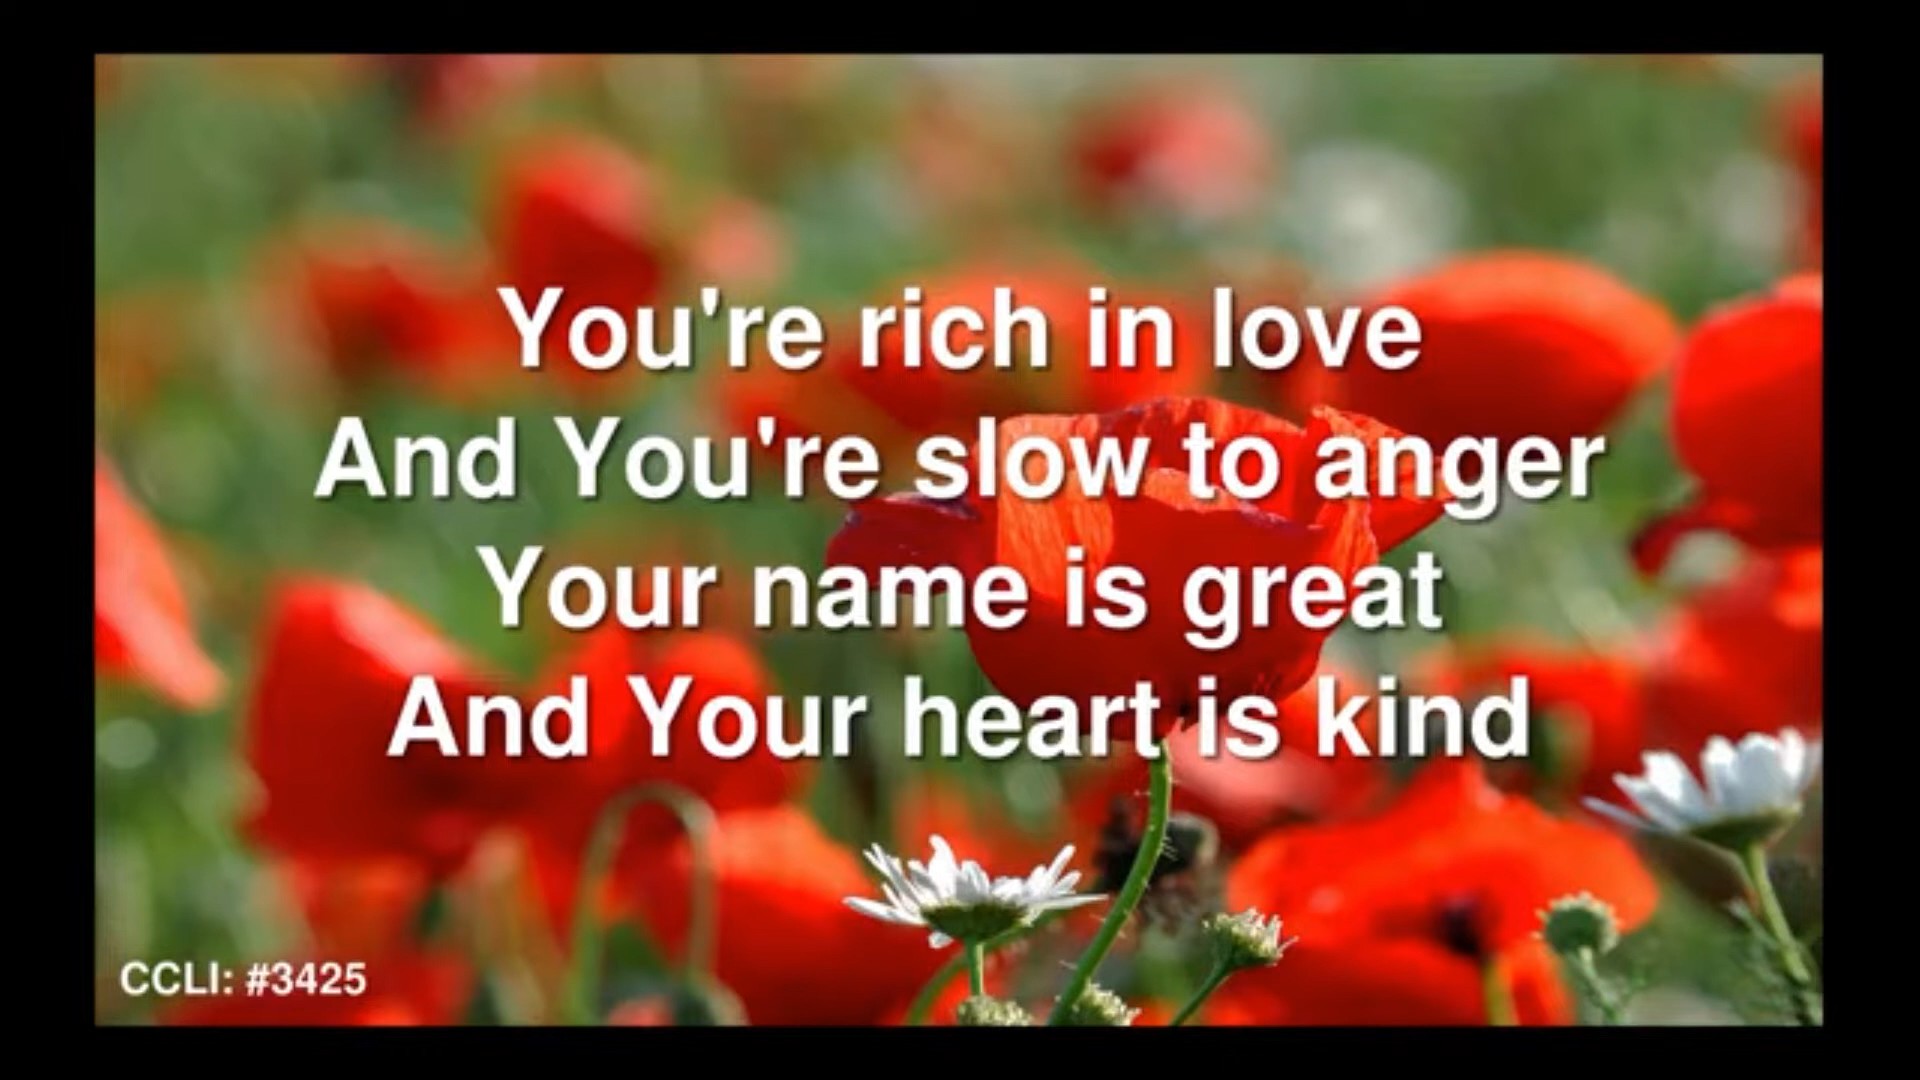 You're rich in love
And You're slow to anger
Your name is great
And Your heart is kind
CCLI: #3425